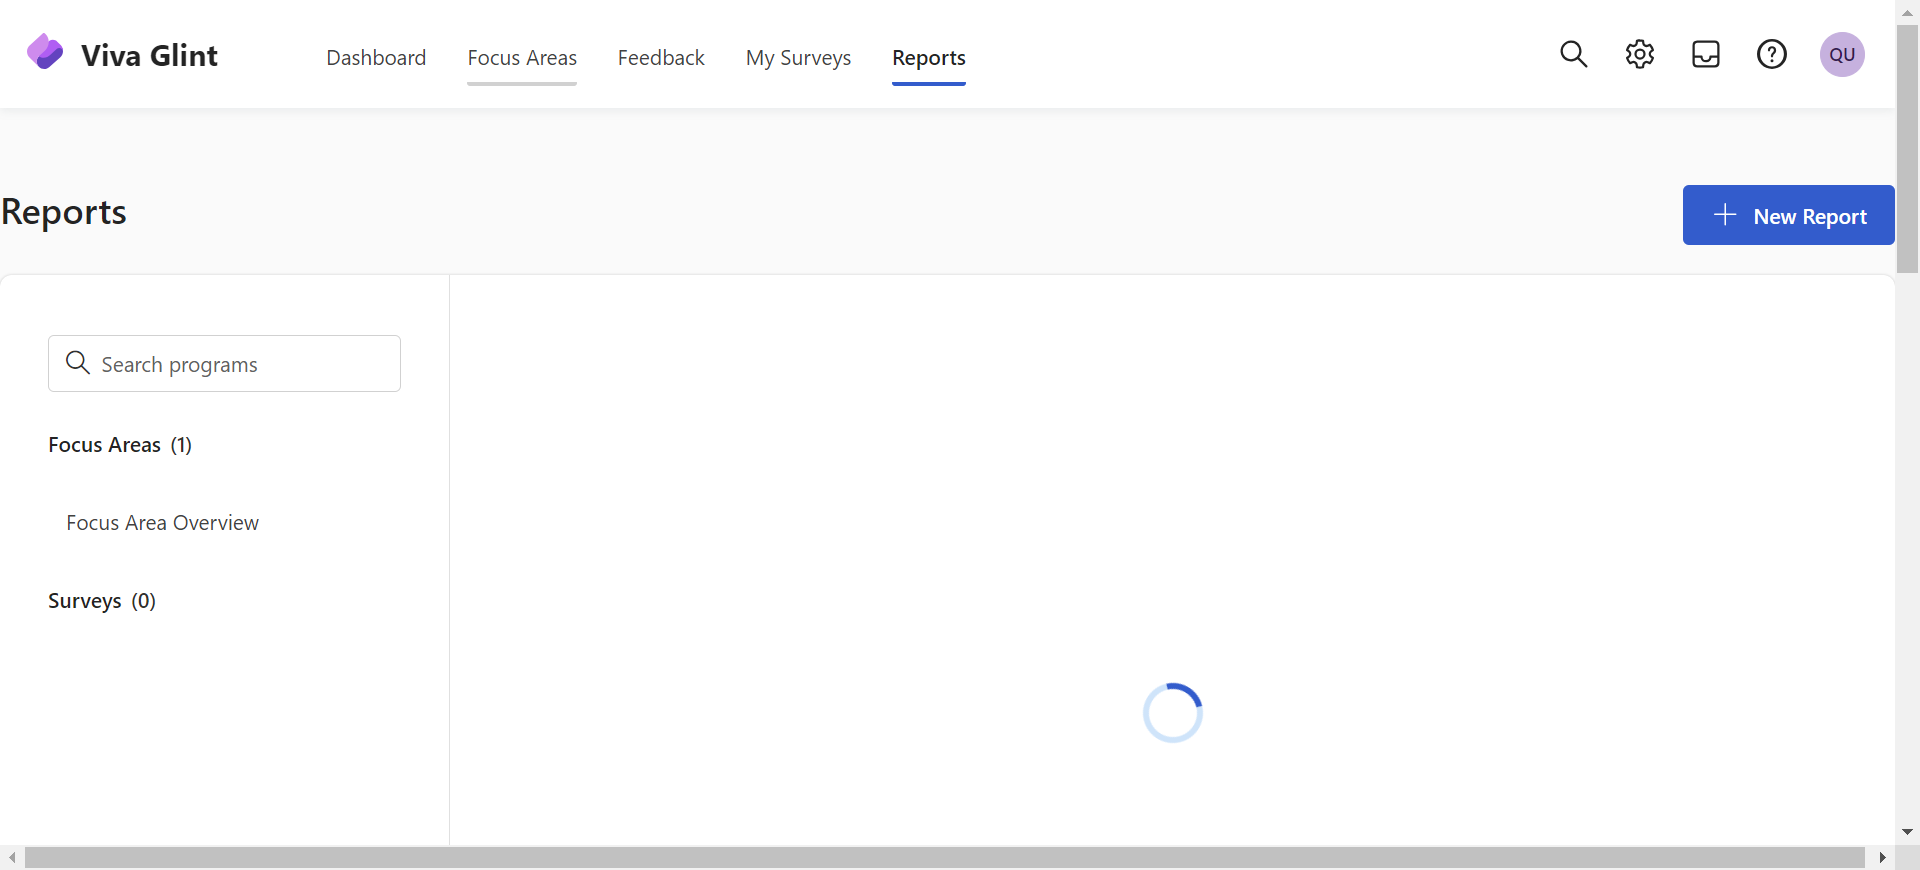 Viva Glint
Dashboard
Focus Areas
Feedback
My Surveys
Reports
QU
Reports
New Report
Search programs
Focus Areas (1)
Focus Area Overview
Surveys (0)